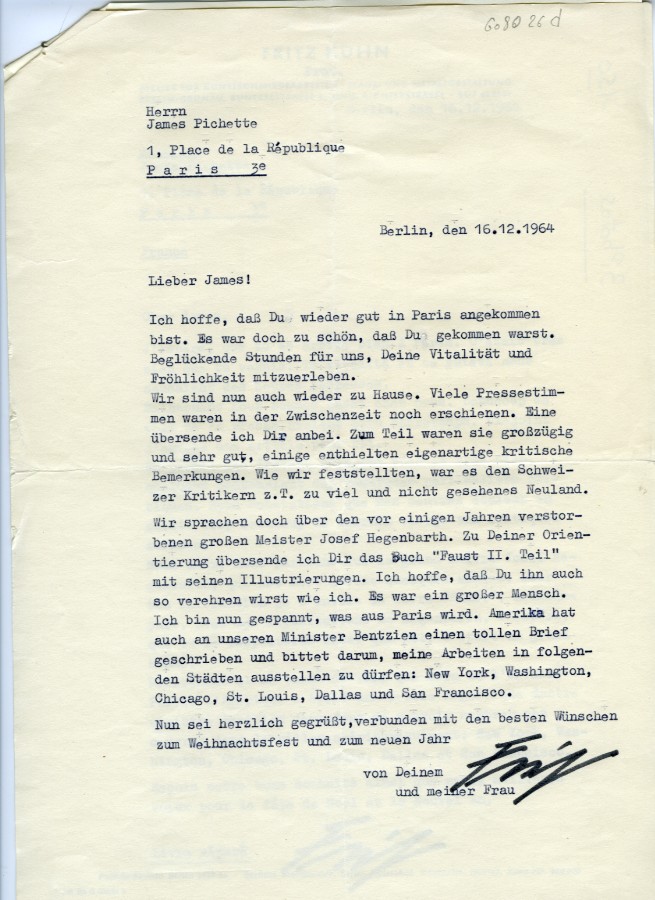 6080 26 d
Herrn
James Pichette
1, Place de la République
Paris 3e
Berlin, den 16.12.1964
Lieber James!
Ich hoffe, daß Du wieder gut in Paris angekommen
bist. Es war doch zu schön, daß Du gekommen warst.
Beglückende Stunden für uns, Deine Vitalität und
Fröhlichkeit mitzuerleben.
Wir sind nun auch wieder zu Hause. Viele Pressestim-
men waren in der Zwischenzeit noch erschienen. Eine
übersende ich Dir anbei. Zum Teil waren sie großzügig
und sehr gut, einige enthielten eigenartige kritische
Bemerkungen. Wie wir feststellten, war es den Schwei-
zer Kritikern z.T. zu viel und nicht gesehenes Neuland.
Wir sprachen doch über den vor einigen Jahren verstor-
benen großen Meister Josef Hegenbarth. Zu Deiner Orien-
tierung übersende ich Dir das Buch "Faust II. Teil"
mit seinen Illustrierungen. Ich hoffe, daß Du ihn auch
so verehren wirst wie ich. Es war ein großer Mensch.
Ich bin nun gespannt, was aus Paris wird. Amerika hat
auch an unseren Minister Bentzien einen tollen Brief
geschrieben und bittet darum, meine Arbeiten in folgen-
den Städten ausstellen zu dürfen: New York, Washington,
Chicago, St. Louis, Dallas und San Francisco.
Nun sei herzlich gegrüßt,verbunden mit den besten Wünschen
zum Weihnachtsfest und zum neuen Jahr
von Deinem
und meiner Frau